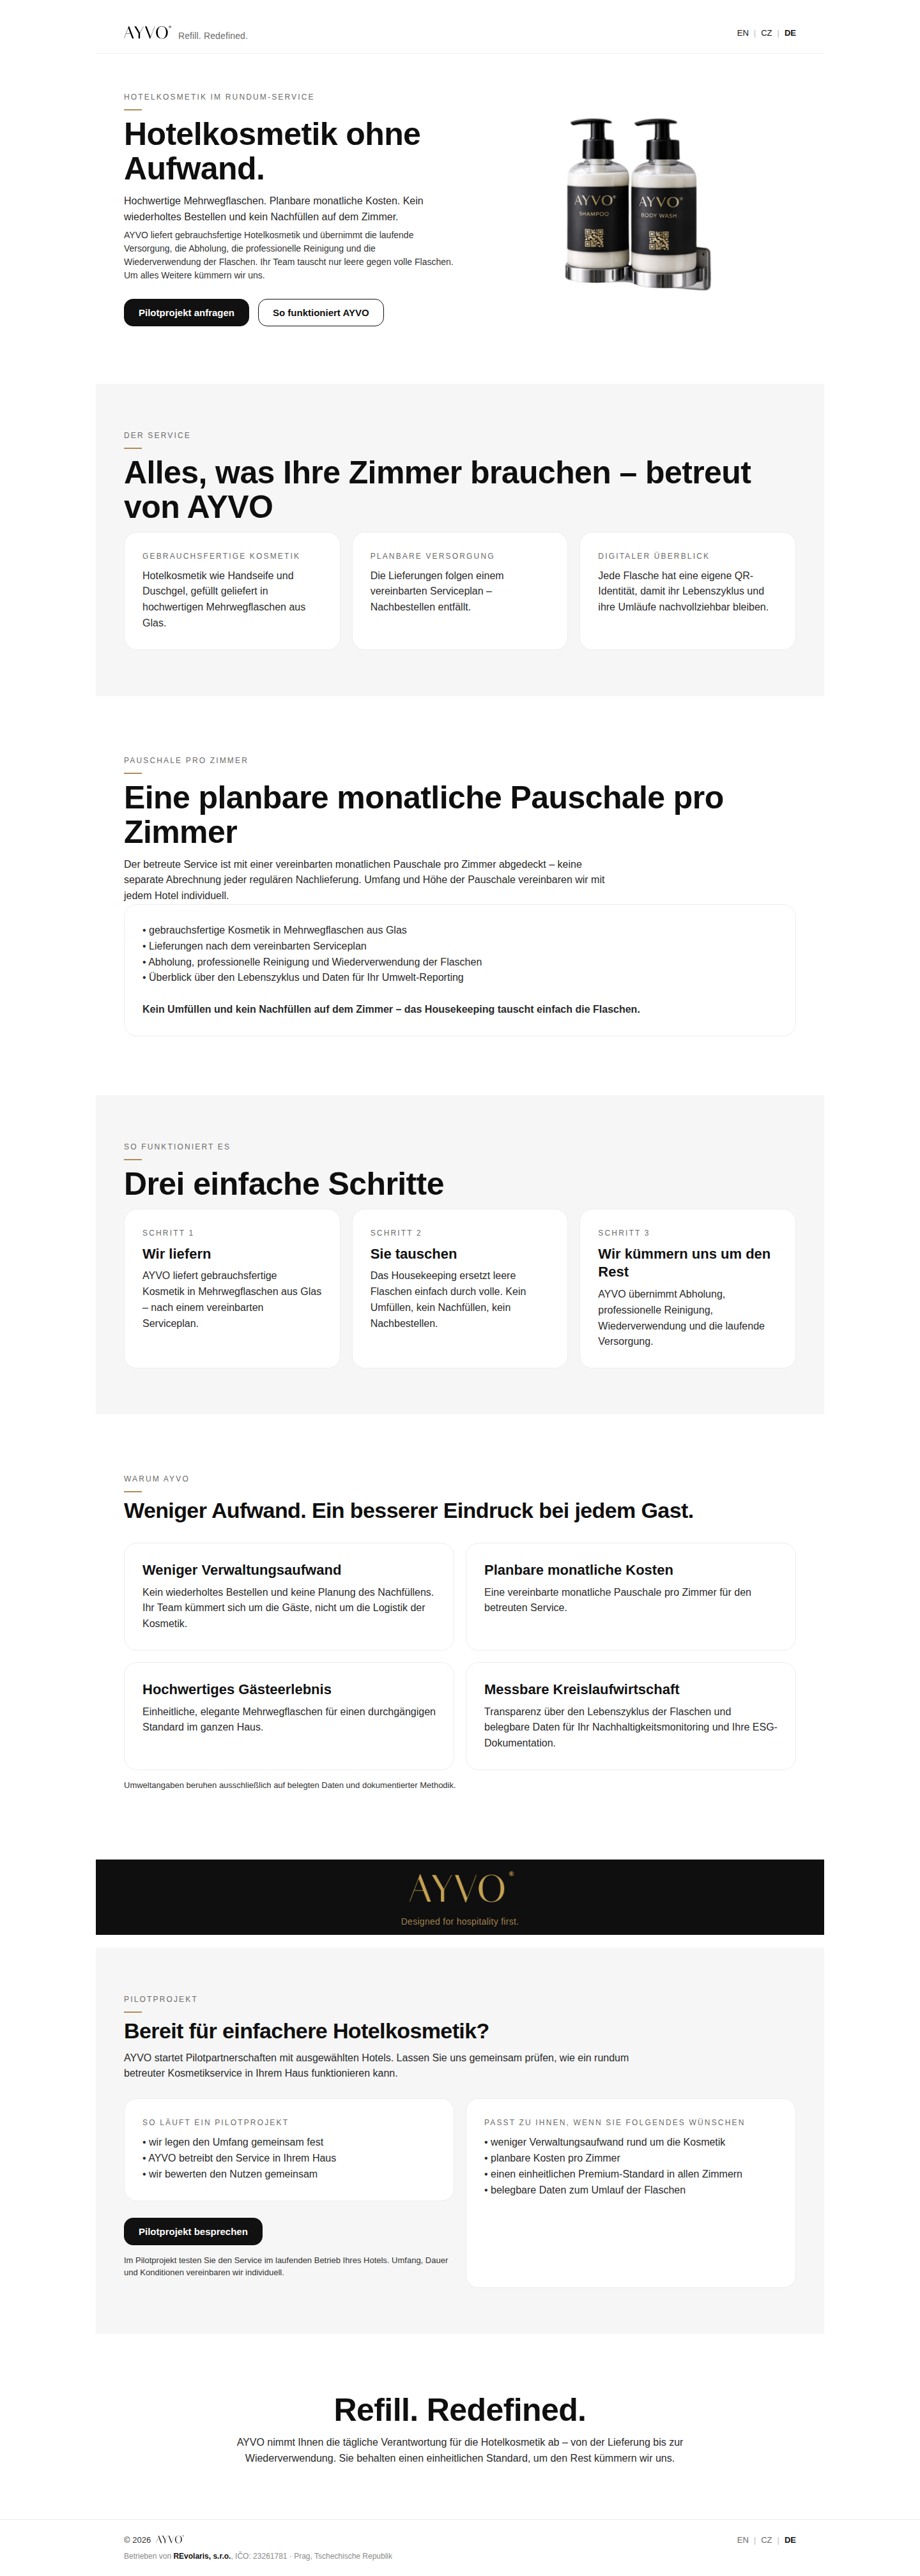 AYVO® Refill. Redefined.
EN | CZ | DE
HOTELKOSMETIK IM RUNDUM-SERVICE
Hotelkosmetik ohne
Aufwand.
Hochwertige Mehrwegflaschen. Planbare monatliche Kosten. Kein
wiederholtes Bestellen und kein Nachfüllen auf dem Zimmer.
AYVO liefert gebrauchsfertige Hotelkosmetik und übernimmt die laufende
Versorgung, die Abholung, die professionelle Reinigung und die
Wiederverwendung der Flaschen. Ihr Team tauscht nur leere gegen volle Flaschen.
Um alles Weitere kümmern wir uns.
Pilotprojekt anfragen
So funktioniert AYVO
AYVO®
SHAMPOO
AYVO®
BODY WASH
DER SERVICE
Alles, was Ihre Zimmer brauchen – betreut
von AYVO
GEBRAUCHSFERTIGE KOSMETIK
Hotelkosmetik wie Handseife und
Duschgel, gefüllt geliefert in
hochwertigen Mehrwegflaschen aus
Glas.
PLANBARE VERSORGUNG
Die Lieferungen folgen einem
vereinbarten Serviceplan –
Nachbestellen entfällt.
DIGITALER ÜBERBLICK
Jede Flasche hat eine eigene QR-
Identität, damit ihr Lebenszyklus und
ihre Umläufe nachvollziehbar bleiben.
PAUSCHALE PRO ZIMMER
Eine planbare monatliche Pauschale pro
Zimmer
Der betreute Service ist mit einer vereinbarten monatlichen Pauschale pro Zimmer abgedeckt – keine
separate Abrechnung jeder regulären Nachlieferung. Umfang und Höhe der Pauschale vereinbaren wir mit
jedem Hotel individuell.
• gebrauchsfertige Kosmetik in Mehrwegflaschen aus Glas
• Lieferungen nach dem vereinbarten Serviceplan
• Abholung, professionelle Reinigung und Wiederverwendung der Flaschen
• Überblick über den Lebenszyklus und Daten für Ihr Umwelt-Reporting
Kein Umfüllen und kein Nachfüllen auf dem Zimmer – das Housekeeping tauscht einfach die Flaschen.
SO FUNKTIONIERT ES
Drei einfache Schritte
SCHRITT 1
Wir liefern
AYVO liefert gebrauchsfertige
Kosmetik in Mehrwegflaschen aus Glas
– nach einem vereinbarten
Serviceplan.
SCHRITT 2
Sie tauschen
Das Housekeeping ersetzt leere
Flaschen einfach durch volle. Kein
Umfüllen, kein Nachfüllen, kein
Nachbestellen.
SCHRITT 3
Wir kümmern uns um den
Rest
AYVO übernimmt Abholung,
professionelle Reinigung,
Wiederverwendung und die laufende
Versorgung.
WARUM AYVO
Weniger Aufwand. Ein besserer Eindruck bei jedem Gast.
Weniger Verwaltungsaufwand
Kein wiederholtes Bestellen und keine Planung des Nachfüllens.
Ihr Team kümmert sich um die Gäste, nicht um die Logistik der
Kosmetik.
Planbare monatliche Kosten
Eine vereinbarte monatliche Pauschale pro Zimmer für den
betreuten Service.
Hochwertiges Gästeerlebnis
Einheitliche, elegante Mehrwegflaschen für einen durchgängigen
Standard im ganzen Haus.
Messbare Kreislaufwirtschaft
Transparenz über den Lebenszyklus der Flaschen und
belegbare Daten für Ihr Nachhaltigkeitsmonitoring und Ihre ESG-
Dokumentation.
Umweltangaben beruhen ausschließlich auf belegten Daten und dokumentierter Methodik.
AYVO®
Designed for hospitality first.
PILOTPROJEKT
Bereit für einfachere Hotelkosmetik?
AYVO startet Pilotpartnerschaften mit ausgewählten Hotels. Lassen Sie uns gemeinsam prüfen, wie ein rundum
betreuter Kosmetikservice in Ihrem Haus funktionieren kann.
SO LÄUFT EIN PILOTPROJEKT
• wir legen den Umfang gemeinsam fest
• AYVO betreibt den Service in Ihrem Haus
• wir bewerten den Nutzen gemeinsam
PASST ZU IHNEN, WENN SIE FOLGENDES WÜNSCHEN
• weniger Verwaltungsaufwand rund um die Kosmetik
• planbare Kosten pro Zimmer
• einen einheitlichen Premium-Standard in allen Zimmern
• belegbare Daten zum Umlauf der Flaschen
Pilotprojekt besprechen
Im Pilotprojekt testen Sie den Service im laufenden Betrieb Ihres Hotels. Umfang, Dauer
und Konditionen vereinbaren wir individuell.
Refill. Redefined.
AYVO nimmt Ihnen die tägliche Verantwortung für die Hotelkosmetik ab – von der Lieferung bis zur
Wiederverwendung. Sie behalten einen einheitlichen Standard, um den Rest kümmern wir uns.
© 2026 AYVO®
EN | CZ | DE
Betrieben von REvolaris, s.r.o., IČO: 23261781 · Prag, Tschechische Republik